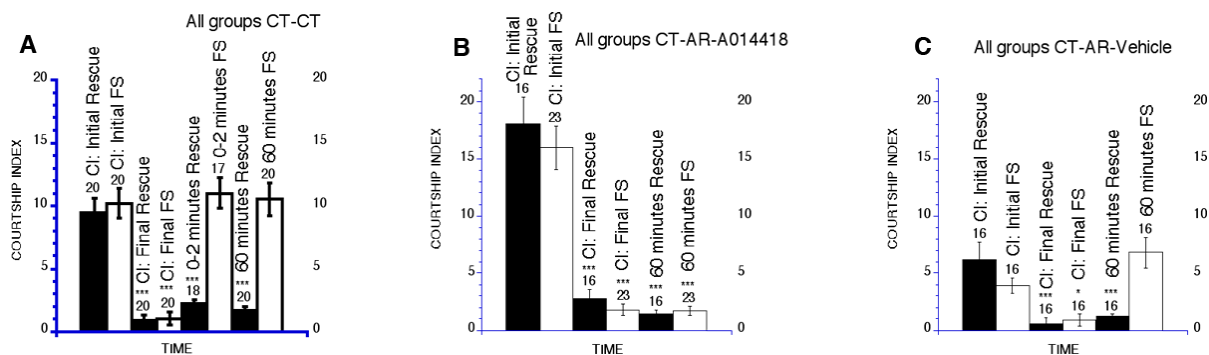 A
All groups CT-CT
COURTSHIP INDEX
20
15
10
5
0
20 CI: Initial Rescue
20 CI: Initial FS
20 *** CI: Final Rescue
20 *** CI: Final FS
18 *** 0-2 minutes Rescue
17 0-2 minutes FS
20 *** 60 minutes Rescue
20 60 minutes FS
20
15
10
5
0
TIME
B
All groups CT-AR-A014418
COURTSHIP INDEX
20
15
10
5
0
16 CI: Initial
Rescue
23 CI: Initial FS
16 *** CI: Final Rescue
23 *** CI: Final FS
16 *** 60 minutes Rescue
23 *** 60 minutes FS
20
15
10
5
0
TIME
C
All groups CT-AR-Vehicle
COURTSHIP INDEX
20
15
10
5
0
16 CI: Initial Rescue
16 CI: Initial FS
16 *** CI: Final Rescue
16 * CI: Final FS
16 *** 60 minutes Rescue
16 60 minutes FS
20
15
10
5
0
TIME